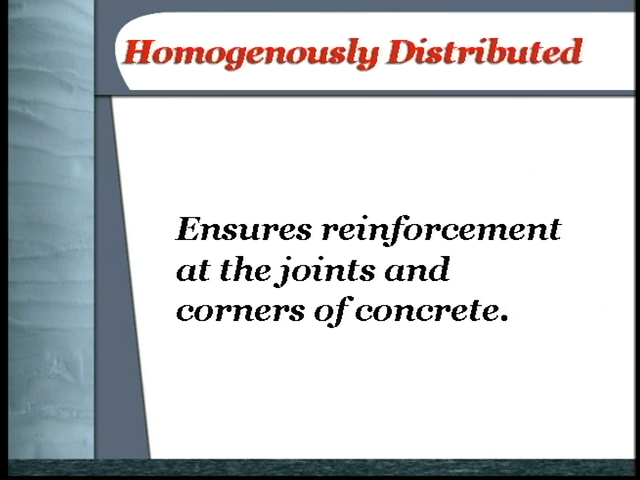 Homogenously Distributed
Ensures reinforcement
at the joints and
corners of concrete.